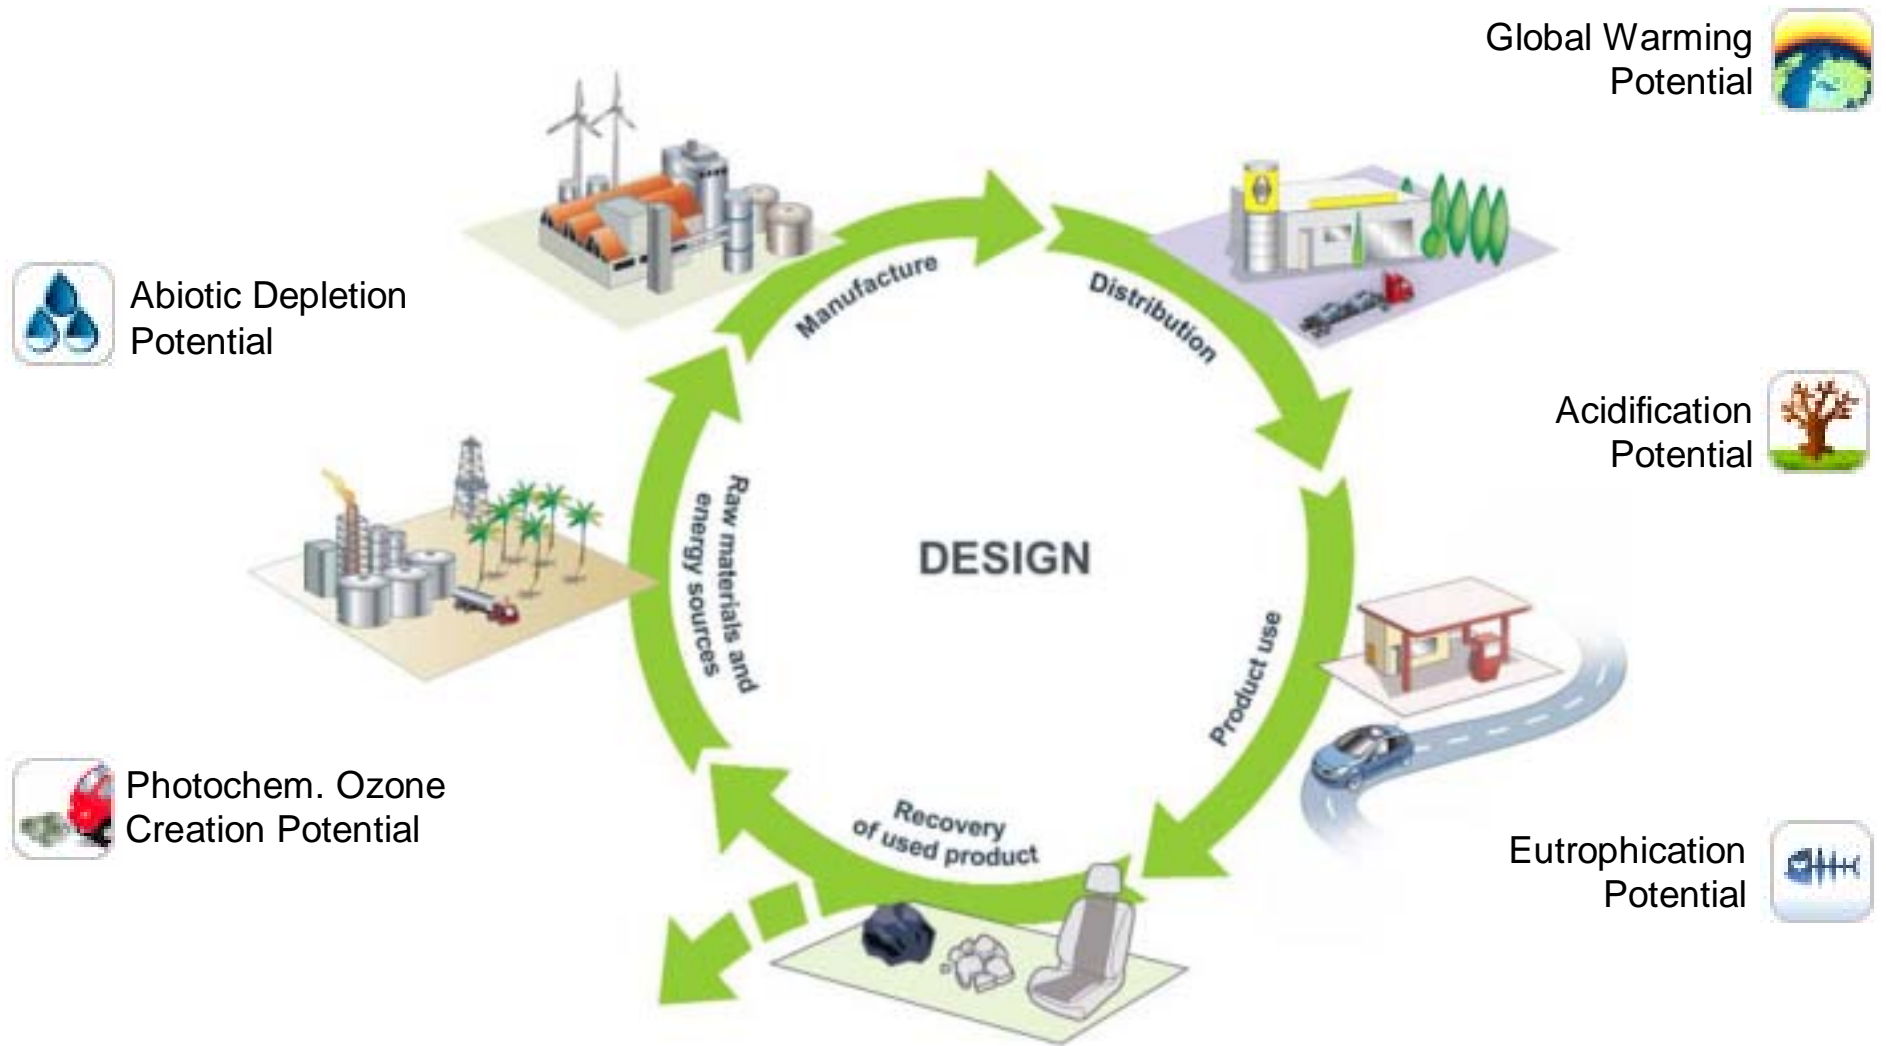 Global Warming
Potential
Abiotic Depletion
Potential
Manufacture
Distribution
Acidification
Potential
Raw materials and
energy sources
DESIGN
Product use
Photochem. Ozone
Creation Potential
Recovery
of used product
Eutrophication
Potential